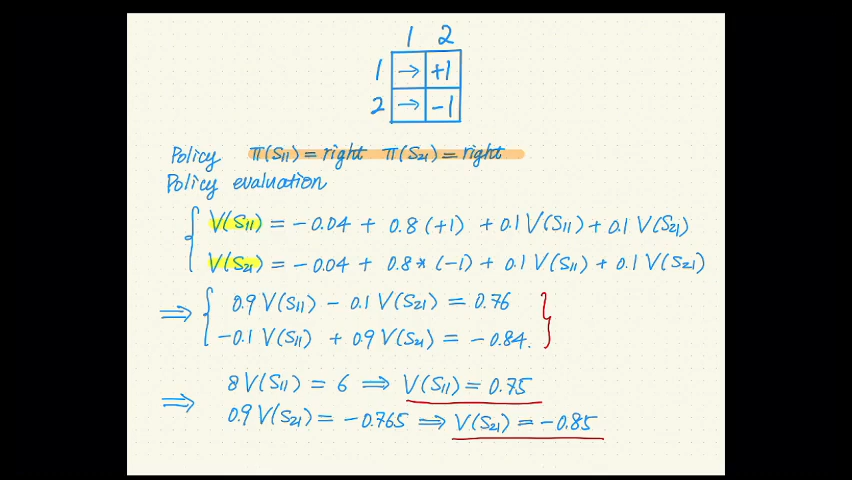 1 2
1 → +1
2 → -1
Policy π(S11) = right π(S21) = right
Policy evaluation
V(S11) = -0.04 + 0.8 (+1) + 0.1 V(S11) + 0.1 V(S21)
V(S21) = -0.04 + 0.8* (-1) + 0.1 V(S11) + 0.1 V(S21)
⇒ 0.9 V(S11) - 0.1 V(S21) = 0.76
-0.1 V(S11) + 0.9 V(S21) = -0.84.
⇒ 8 V(S11) = 6 ⇒ V(S11) = 0.75
0.9 V(S21) = -0.765 ⇒ V(S21) = -0.85